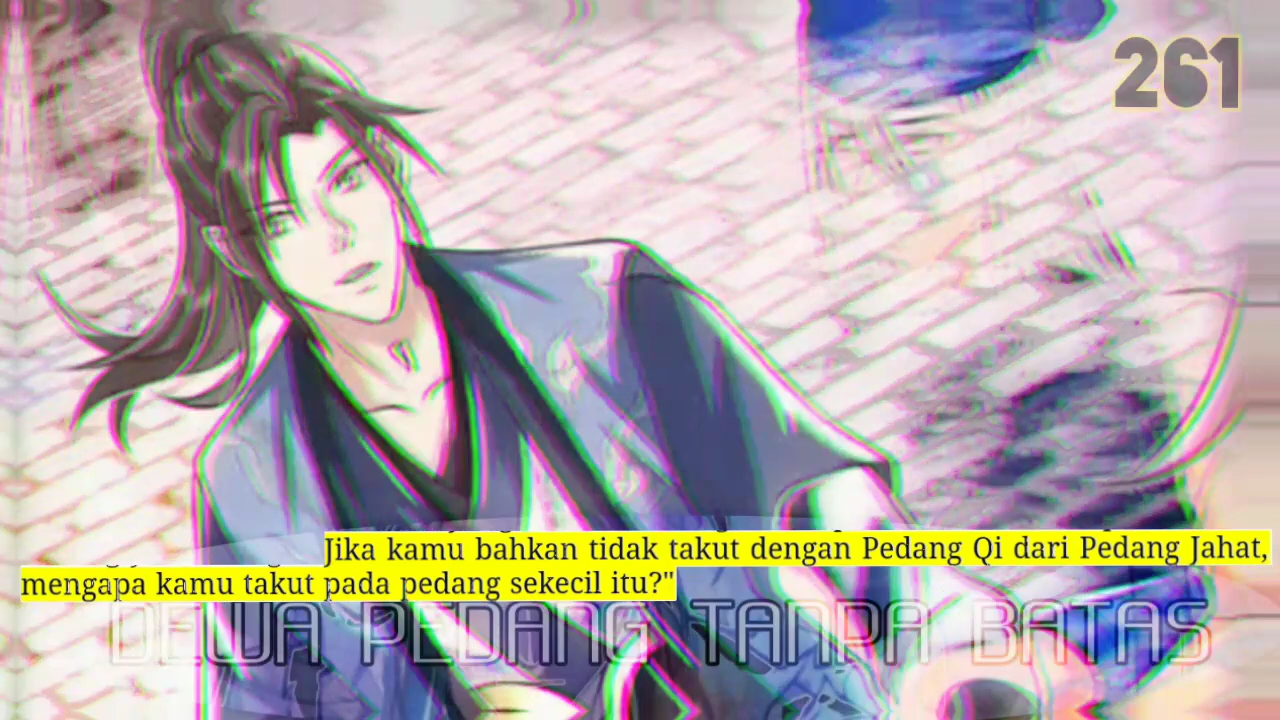 261
Jika kamu bahkan tidak takut dengan Pedang Qi dari Pedang Jahat,
mengapa kamu takut pada pedang sekecil itu?"
DEWA PEDANG TANPA BATAS